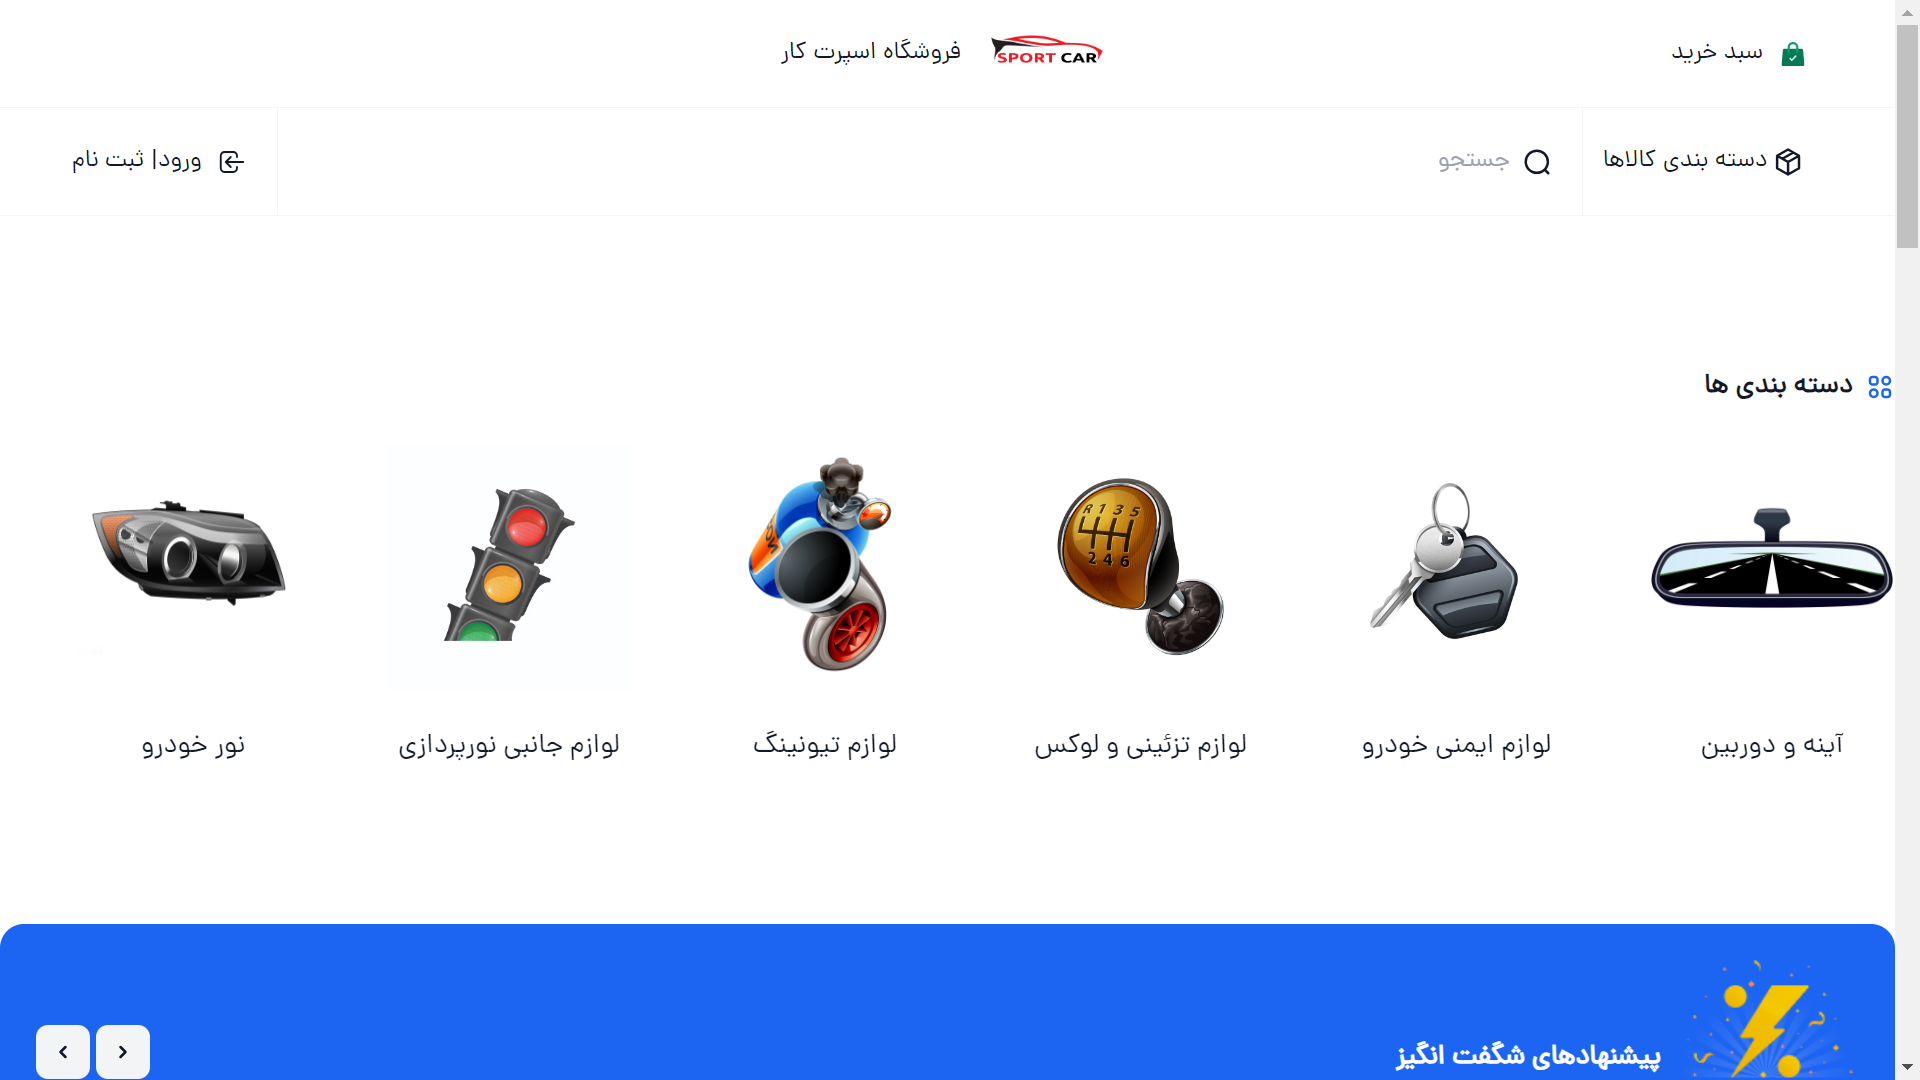 سبد خرید
SPORT CAR
فروشگاه اسپرت کار
دسته بندی کالاها
جستجو
ورود| ثبت نام
دسته بندی ها
R 1 3 5
2 4 6
آینه و دوربین
لوازم ایمنی خودرو
لوازم تزئینی و لوکس
لوازم تیونینگ
لوازم جانبی نورپردازی
نور خودرو
پیشنهادهای شگفت انگیز